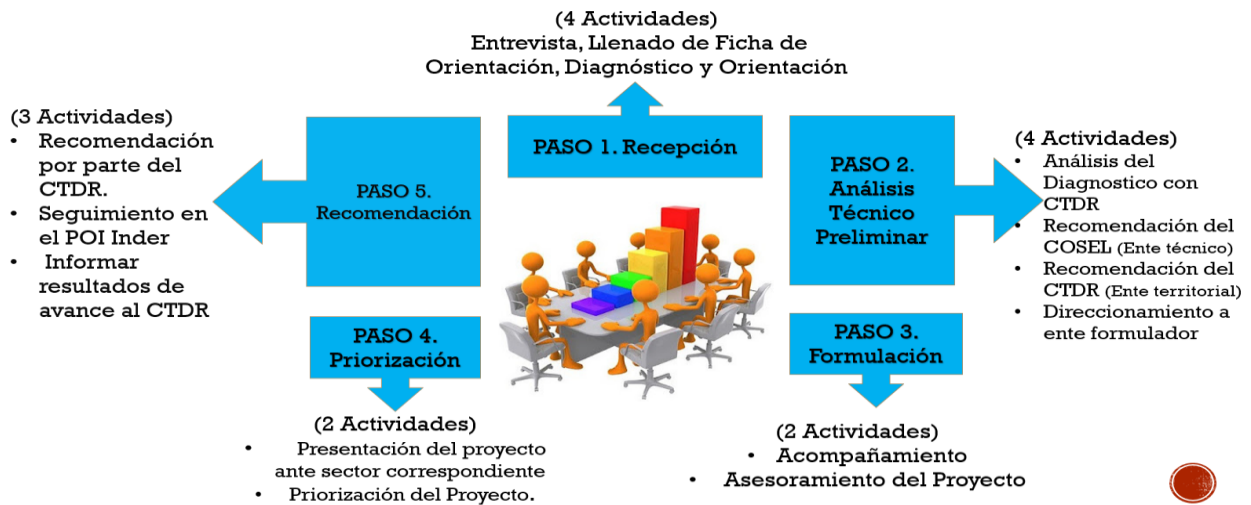 (4 Actividades)
Entrevista, Llenado de Ficha de
Orientación, Diagnóstico y Orientación
PASO 1. Recepción
PASO 2.
Análisis
Técnico
Preliminar
(4 Actividades)
• Análisis del
Diagnostico con
CTDR
• Recomendación del
COSEL (Ente técnico)
• Recomendación del
CTDR (Ente territorial)
• Direccionamiento a
ente formulador
PASO 3.
Formulación
(2 Actividades)
• Acompañamiento
• Asesoramiento del Proyecto
PASO 4.
Priorización
(2 Actividades)
• Presentación del proyecto
ante sector correspondiente
• Priorización del Proyecto.
PASO 5.
Recomendación
(3 Actividades)
• Recomendación
por parte del
CTDR.
• Seguimiento en
el POI Inder
• Informar
resultados de
avance al CTDR